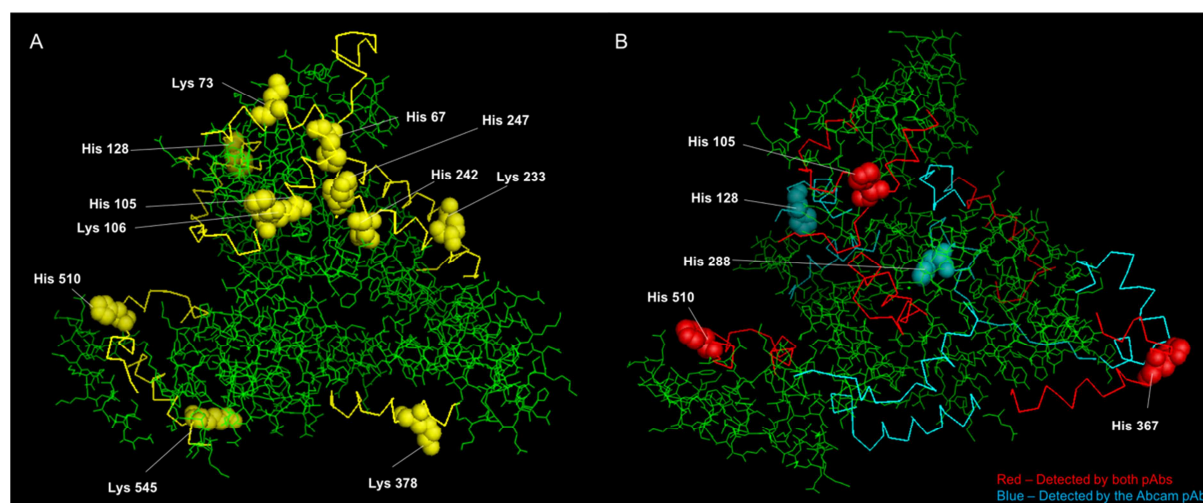 A
Lys 73
His 67
His 247
His 128
His 242
Lys 233
His 105
Lys 106
His 510
Lys 545
Lys 378
B
His 105
His 128
His 288
His 510
His 367
Red – Detected by both pAbs
Blue – Detected by the Abcam pAb